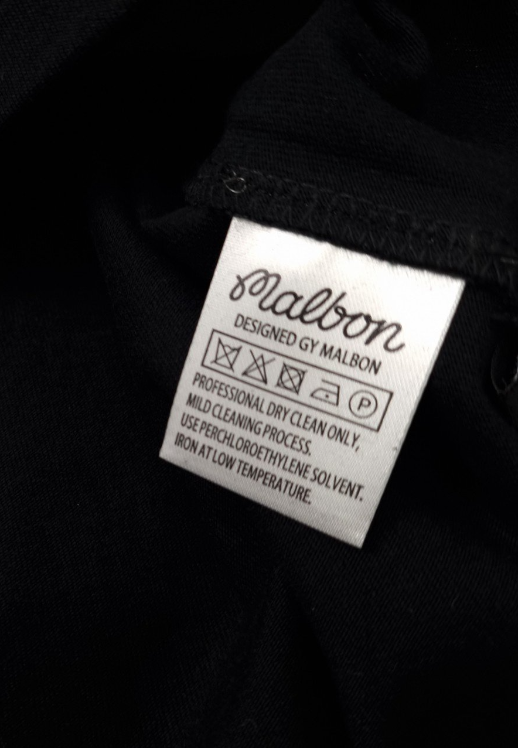 Malbon
DESIGNED GY MALBON
P
PROFESSIONAL DRY CLEAN ONLY,
MILD CLEANING PROCESS.
USE PERCHLOROETHYLENE SOLVENT.
IRON AT LOW TEMPERATURE.